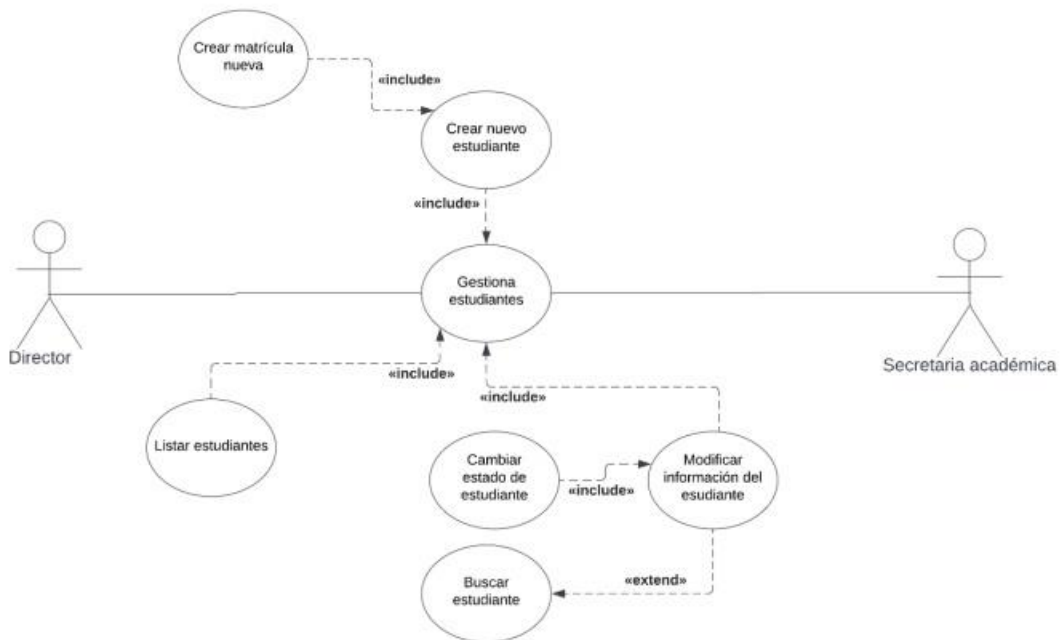 Crear matrícula
nueva
«include»
Crear nuevo
estudiante
«include»
Gestiona
estudiantes
Director
Secretaria académica
«include»
«include»
Listar estudiantes
Cambiar
estado de
estudiante
«include»
Modificar
información del
esudiante
Buscar
estudiante
«extend»